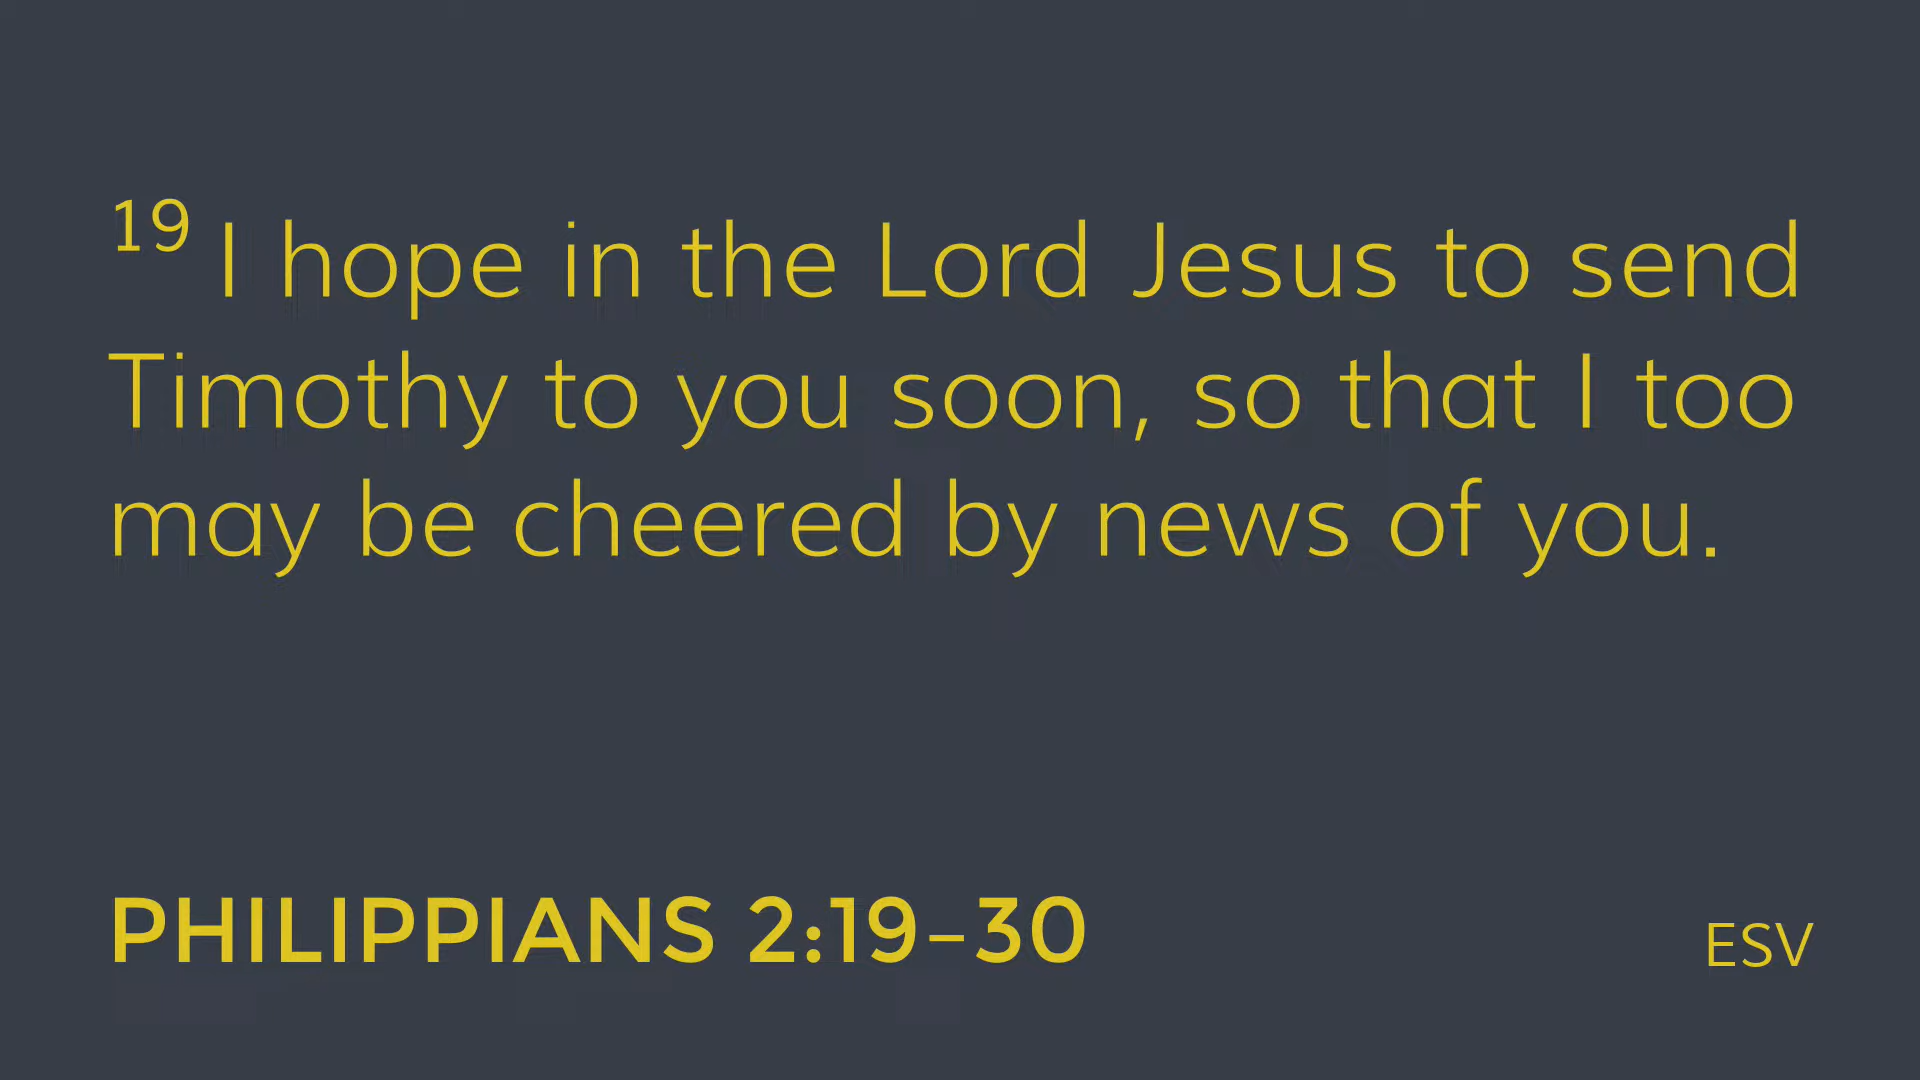 19 I hope in the Lord Jesus to send
Timothy to you soon, so that I too
may be cheered by news of you.
PHILIPPIANS 2:19–30
ESV